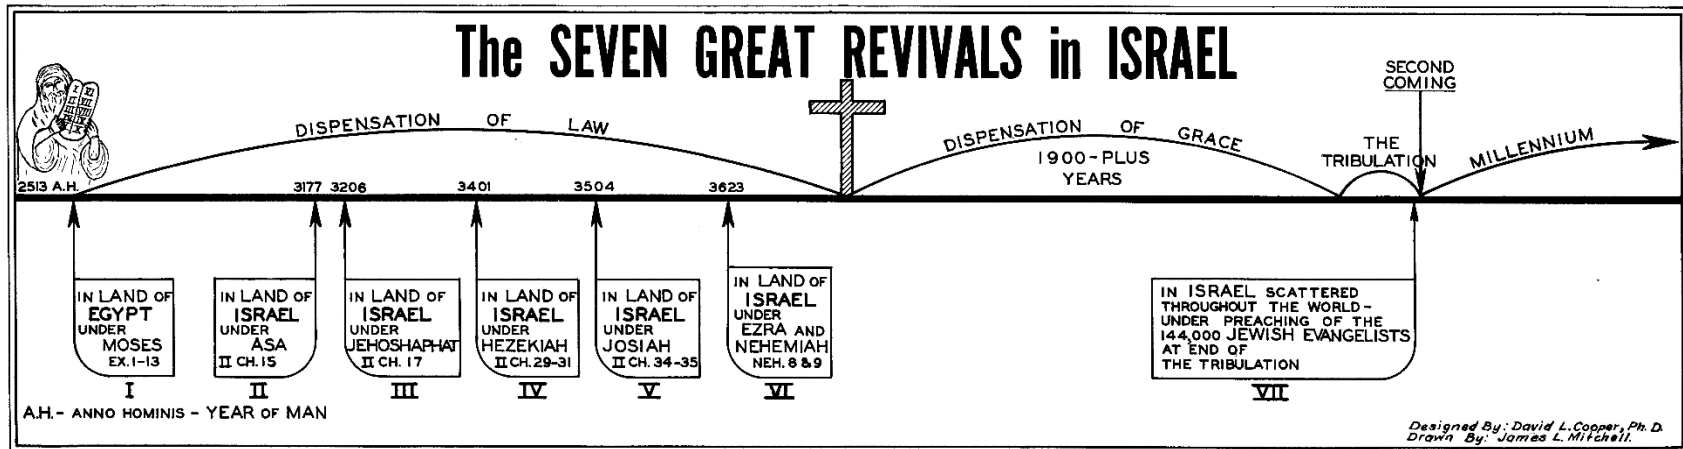 The SEVEN GREAT REVIVALS in ISRAEL
SECOND
COMING
I VI
II VII
III VIII
DISPENSATION OF LAW
DISPENSATION OF GRACE
1900-PLUS
YEARS
THE
TRIBULATION
MILLENNIUM
2513 A.H.
3177 3206 3401 3504 3623
IN LAND OF
EGYPT
UNDER
MOSES
EX. 1-13
I
IN LAND OF
ISRAEL
UNDER
ASA
II CH. 15
II
IN LAND OF
ISRAEL
UNDER
JEHOSHAPHAT
II CH. 17
III
IN LAND OF
ISRAEL
UNDER
HEZEKIAH
II CH. 29-31
IV
IN LAND OF
ISRAEL
UNDER
JOSIAH
II CH. 34-35
V
IN LAND OF
ISRAEL
UNDER
EZRA AND
NEHEMIAH
NEH. 8 & 9
VI
IN ISRAEL SCATTERED
THROUGHOUT THE WORLD-
UNDER PREACHING OF THE
144,000 JEWISH EVANGELISTS
AT END OF
THE TRIBULATION
VII
A.H. - ANNO HOMINIS - YEAR OF MAN
Designed By: David L. Cooper, Ph. D.
Drawn By: James L. Mitchell.